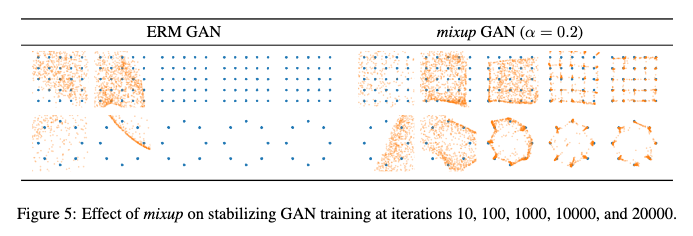 ERM GAN mixup GAN (α = 0.2)
Figure 5: Effect of mixup on stabilizing GAN training at iterations 10, 100, 1000, 10000, and 20000.